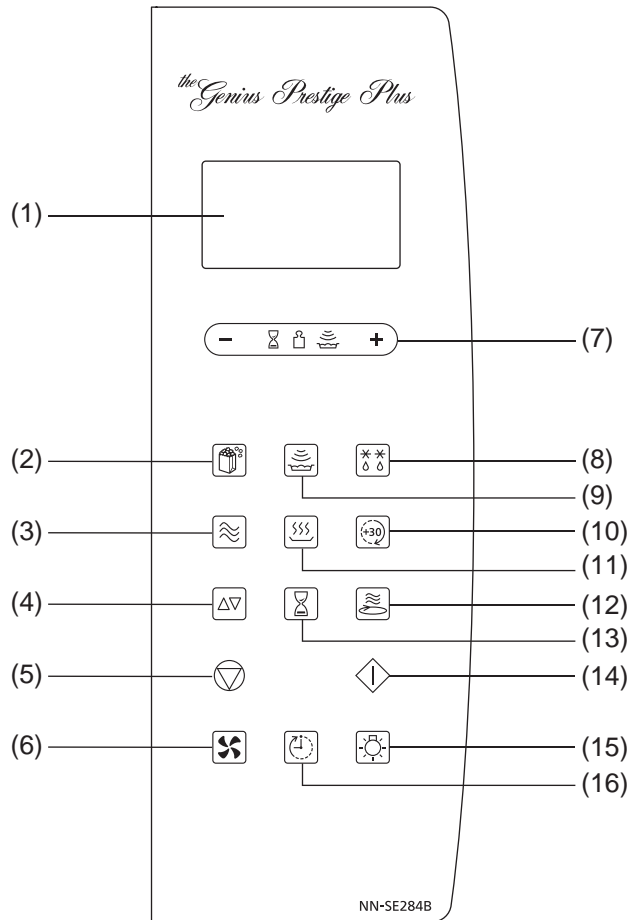 the Genius Prestige Plus
(1)
− + (7)
(2) (8)
(9)
(3) +30 (10)
(11)
(4) (12)
(13)
(5) (14)
(6) (15)
(16)
NN-SE284B